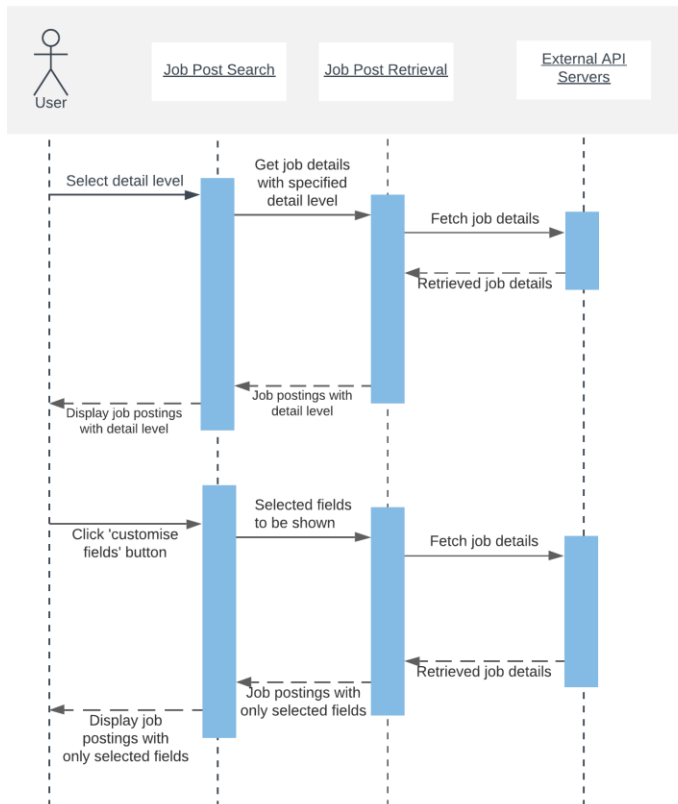 User
Job Post Search
Job Post Retrieval
External API
Servers
Select detail level
Get job details
with specified
detail level
Fetch job details
Retrieved job details
Job postings with
detail level
Display job postings
with detail level
Click 'customise
fields' button
Selected fields
to be shown
Fetch job details
Retrieved job details
Job postings with
only selected fields
Display job
postings with
only selected fields